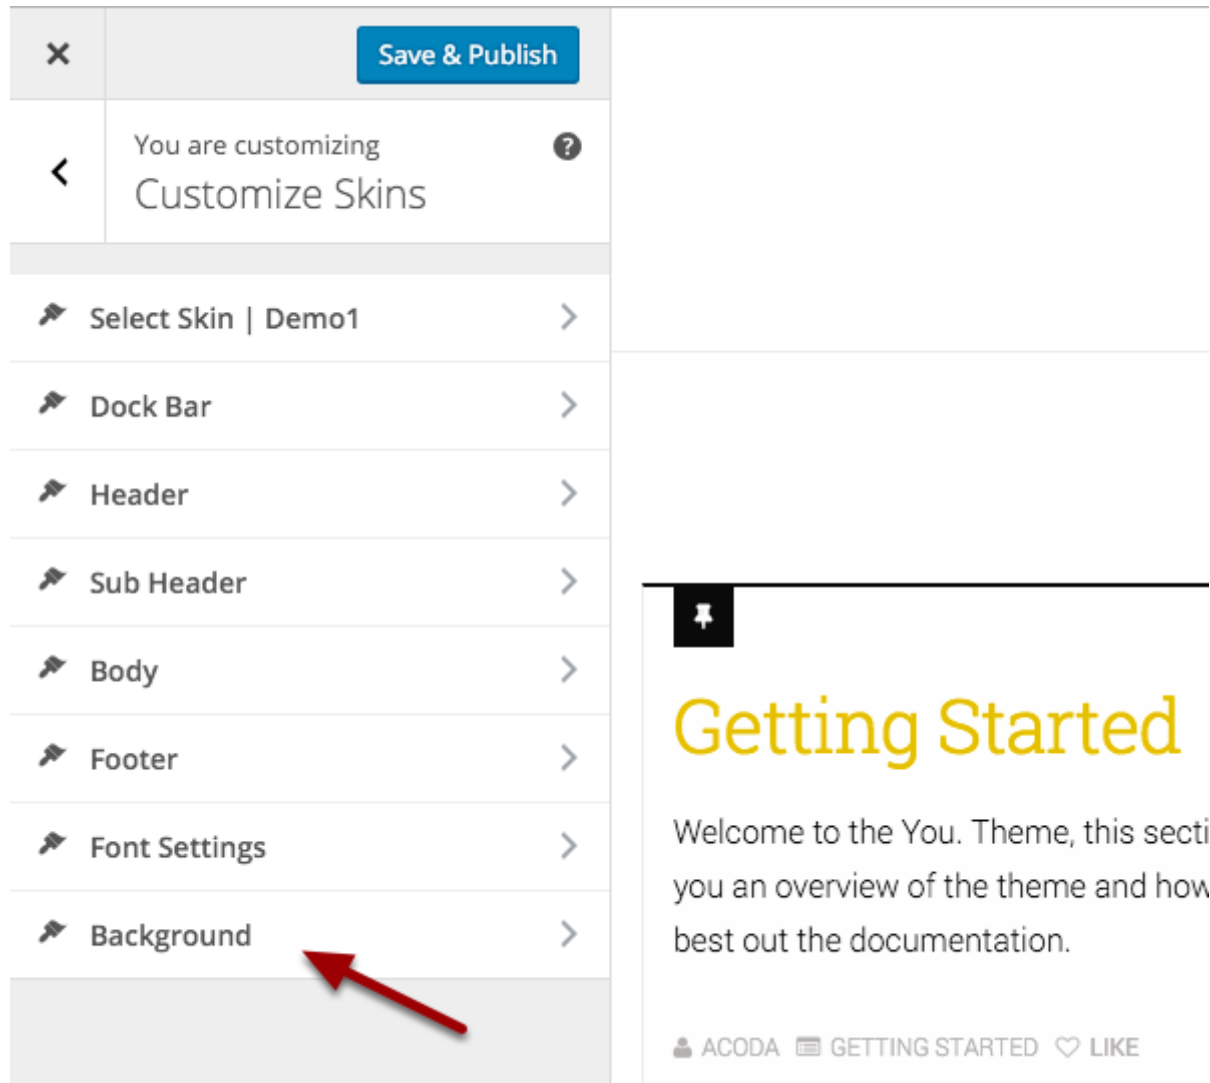 Save & Publish
You are customizing
Customize Skins
Select Skin | Demo1
Dock Bar
Header
Sub Header
Body
Footer
Font Settings
Background
Getting Started
Welcome to the You. Theme, this secti
you an overview of the theme and how
best out the documentation.
ACODA GETTING STARTED LIKE